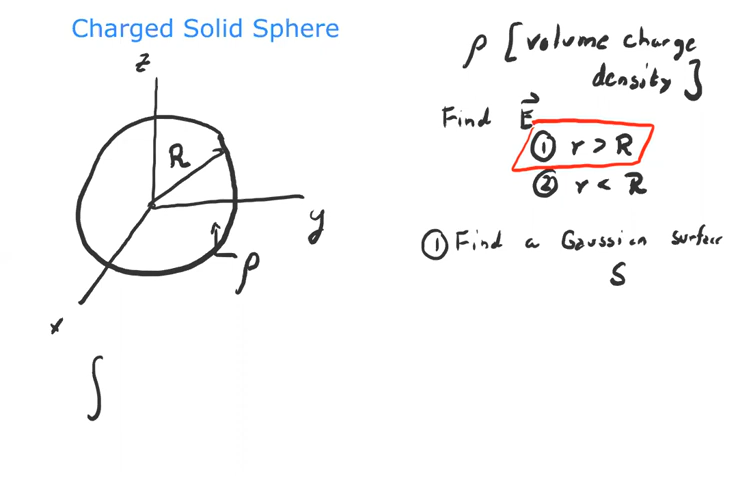 Charged Solid Sphere
ρ [volume charge
density]
z
Find E⃗
R
① r > R
② r < R
y
① Find a Gaussian surface
S
ρ
x
∫